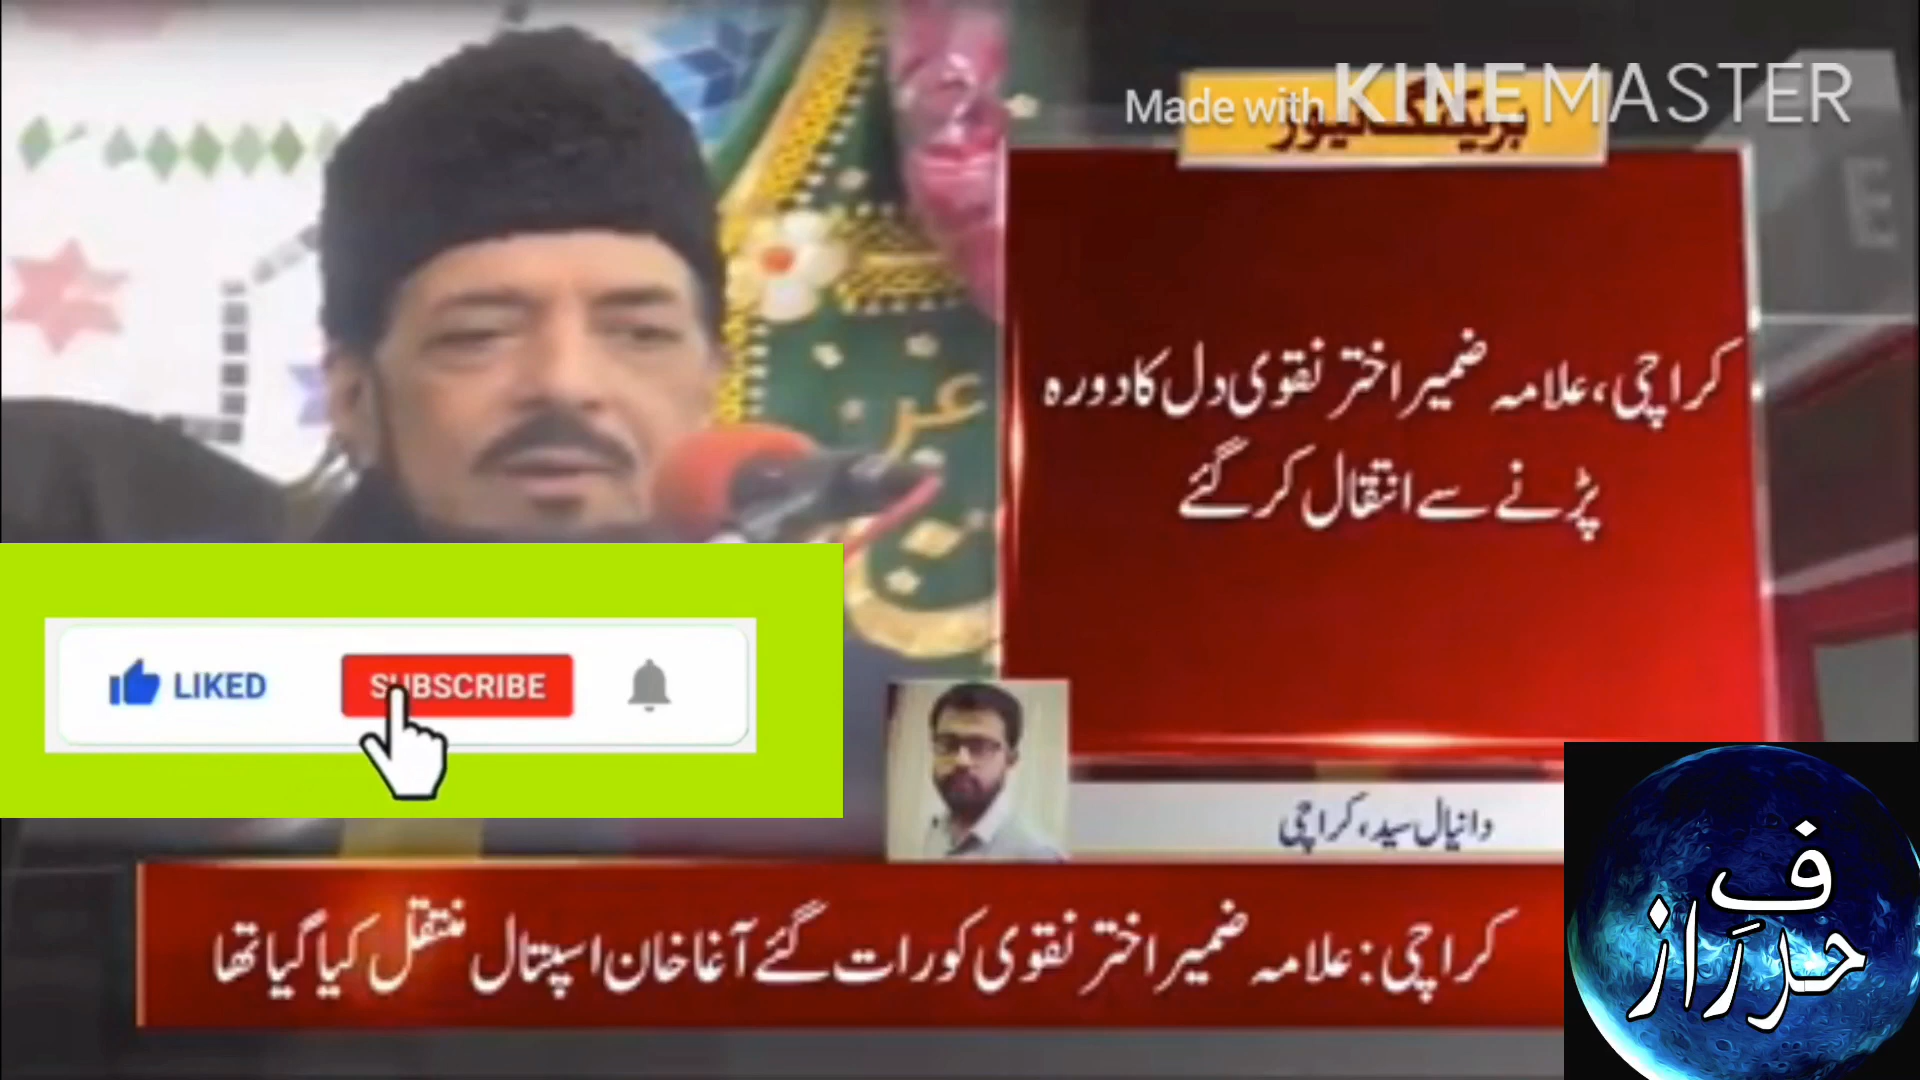 Made with KINEMASTER
بریکنگ نیوز
کراچی، علامہ ضمیر اختر نقوی دل کا دورہ
پڑنے سے انتقال کر گئے
LIKED
SUBSCRIBE
دانیال سید، کراچی
کراچی: علامہ ضمیر اختر نقوی کو رات گئے آغا خان اسپتال منتقل کیا گیا تھا
حرفِ راز
E